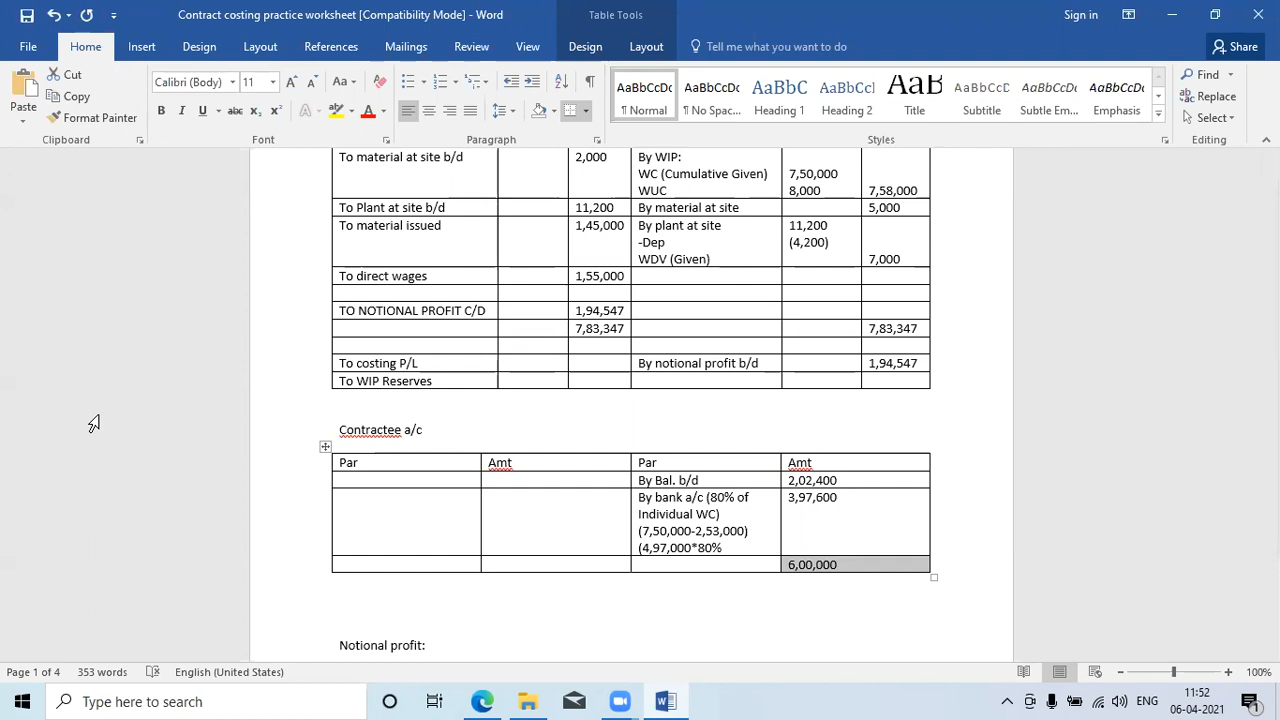 Contract costing practice worksheet [Compatibility Mode] - Word
Table Tools
Sign in
File Home Insert Design Layout References Mailings Review View Design Layout Tell me what you want to do Share
Paste
Cut
Copy
Format Painter
Calibri (Body) 11
AaBbCcDc AaBbCcDc AaBbC AaBbCcI AaB AaBbCcD AaBbCcDt AaBbCcDt
¶ Normal ¶ No Spac... Heading 1 Heading 2 Title Subtitle Subtle Em... Emphasis
Find
Replace
Select
Clipboard Font Paragraph Styles Editing
To material at site b/d 2,000 By WIP:
WC (Cumulative Given) 7,50,000
WUC 8,000 7,58,000
To Plant at site b/d 11,200 By material at site 5,000
To material issued 1,45,000 By plant at site 11,200
-Dep (4,200)
WDV (Given) 7,000
To direct wages 1,55,000
TO NOTIONAL PROFIT C/D 1,94,547
7,83,347 7,83,347
To costing P/L By notional profit b/d 1,94,547
To WIP Reserves
Contractee a/c
Par Amt Par Amt
By Bal. b/d 2,02,400
By bank a/c (80% of 3,97,600
Individual WC)
(7,50,000-2,53,000)
(4,97,000*80%
6,00,000
Notional profit:
Page 1 of 4 353 words English (United States) 100%
Type here to search
ENG
11:52
06-04-2021
1